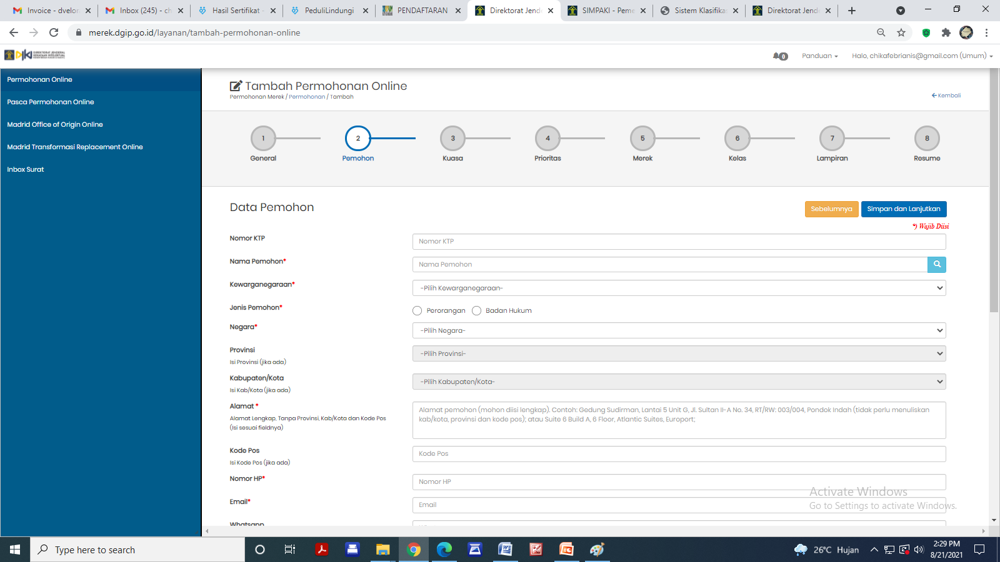 Invoice - dvelor
Inbox (245) - ch
Hasil Sertifikat -
PeduliLindungi
PENDAFTARAN
Direktorat Jende
SIMPAKI - Peme
Sistem Klasifikas
Direktorat Jende
merek.dgip.go.id/layanan/tambah-permohonan-online
DIREKTORAT JENDERAL
KEKAYAAN INTELEKTUAL
0
Panduan
Halo, chikafebrianis@gmail.com (Umum)
Permohonan Online
Pasca Permohonan Online
Madrid Office of Origin Online
Madrid Transformasi Replacement Online
Inbox Surat
Tambah Permohonan Online
Permohonan Merek / Permohonan / Tambah
Kembali
1 2 3 4 5 6 7 8
General Pemohon Kuasa Prioritas Merek Kelas Lampiran Resume
Data Pemohon
Sebelumnya Simpan dan Lanjutkan
*) Wajib Diisi
Nomor KTP
Nomor KTP
Nama Pemohon*
Nama Pemohon
Kewarganegaraan*
-Pilih Kewarganegaraan-
Jenis Pemohon*
Perorangan Badan Hukum
Negara*
-Pilih Negara-
Provinsi
Isi Provinsi (jika ada)
-Pilih Provinsi-
Kabupaten/Kota
Isi Kab/Kota (jika ada)
-Pilih Kabupaten/Kota-
Alamat *
Alamat Lengkap, Tanpa Provinsi, Kab/Kota dan Kode Pos
(Isi sesuai fieldnya)
Alamat pemohon (mohon diisi lengkap). Contoh: Gedung Sudirman, Lantai 5 Unit G, Jl. Sultan II-A No. 34, RT/RW: 003/004, Pondok Indah (tidak perlu menuliskan
kab/kota, provinsi dan kode pos); atau Suite 6 Build A, 6 Floor, Atlantic Suites, Europort;
Kode Pos
Isi Kode Pos (jika ada)
Kode Pos
Nomor HP*
Nomor HP
Email*
Email
Whatsapp
Activate Windows
Go to Settings to activate Windows.
Type here to search
26°C Hujan
2:29 PM
8/21/2021